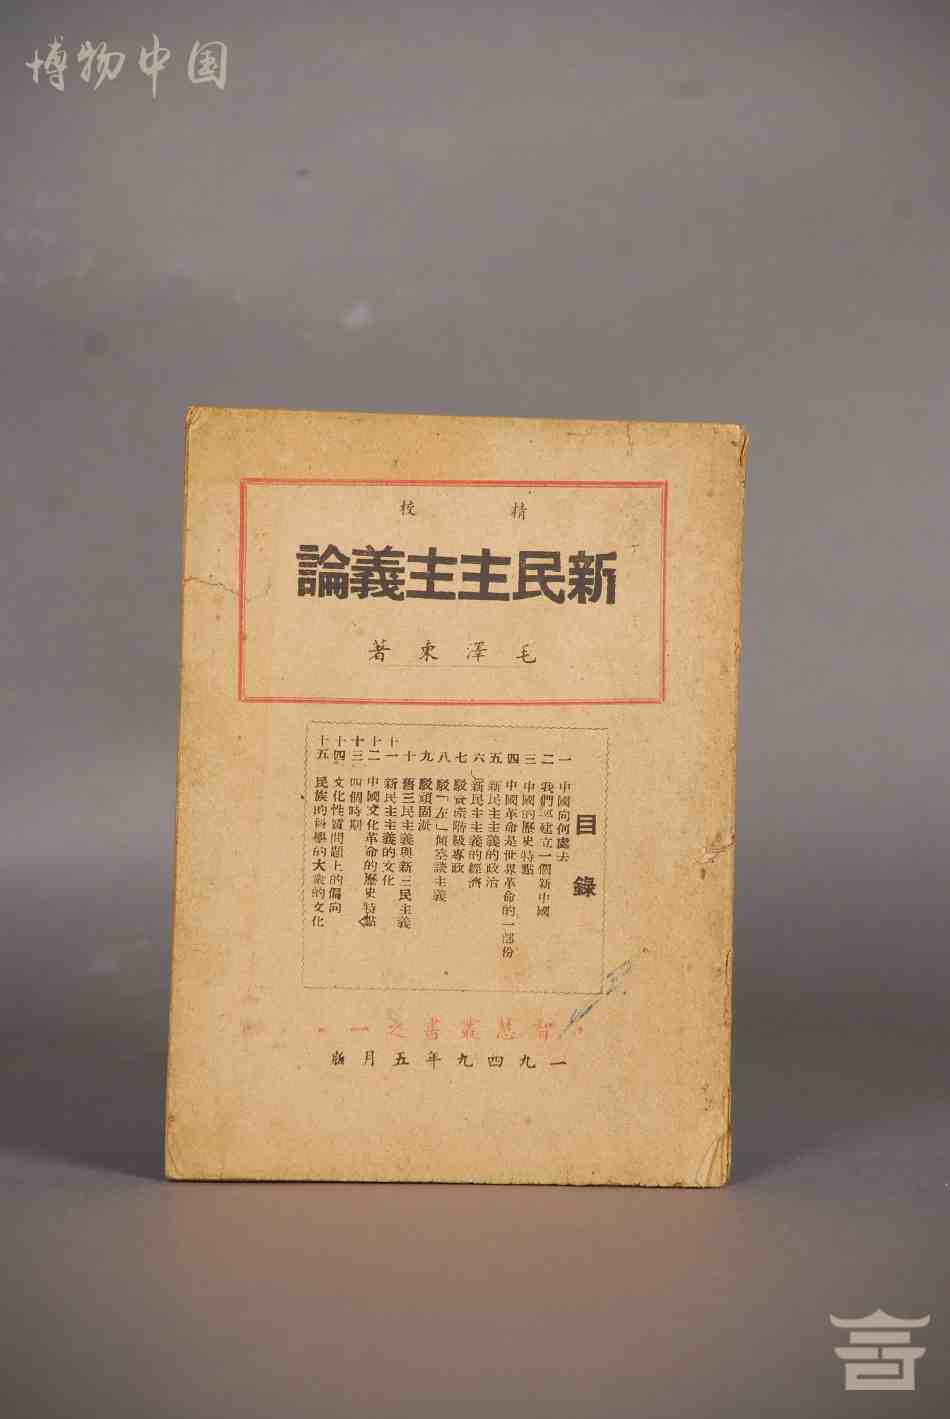 博物中国
精校
新民主主義論
毛澤東著
目錄
一 中國向何處去
二 我們要建立一個新中國
三 中國的歷史特點
四 中國革命是世界革命的一部份
五 新民主主義的政治
六 新民主主義的經濟
七 駁資產階級專政
八 駁「左」傾空談主義
九 駁頑固派
十 舊三民主義與新三民主義
十一 新民主主義的文化
十二 中國文化革命的歷史特點
十三 四個時期
十四 文化性質問題上的偏向
十五 民族的科學的大衆的文化
智慧叢書之一
一九四九年五月版